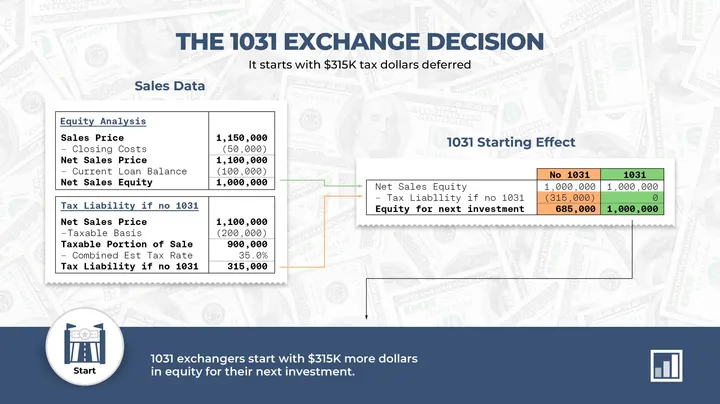 THE 1031 EXCHANGE DECISION
It starts with $315K tax dollars deferred
Sales Data
Equity Analysis
Sales Price 1,150,000
– Closing Costs (50,000)
Net Sales Price 1,100,000
– Current Loan Balance (100,000)
Net Sales Equity 1,000,000
Tax Liability if no 1031
Net Sales Price 1,100,000
–Taxable Basis (200,000)
Taxable Portion of Sale 900,000
– Combined Est Tax Rate 35.0%
Tax Liability if no 1031 315,000
1031 Starting Effect
No 1031 1031
Net Sales Equity 1,000,000 1,000,000
– Tax Liabllity if no 1031 (315,000) 0
Equity for next investment 685,000 1,000,000
Start
1031 exchangers start with $315K more dollars
in equity for their next investment.